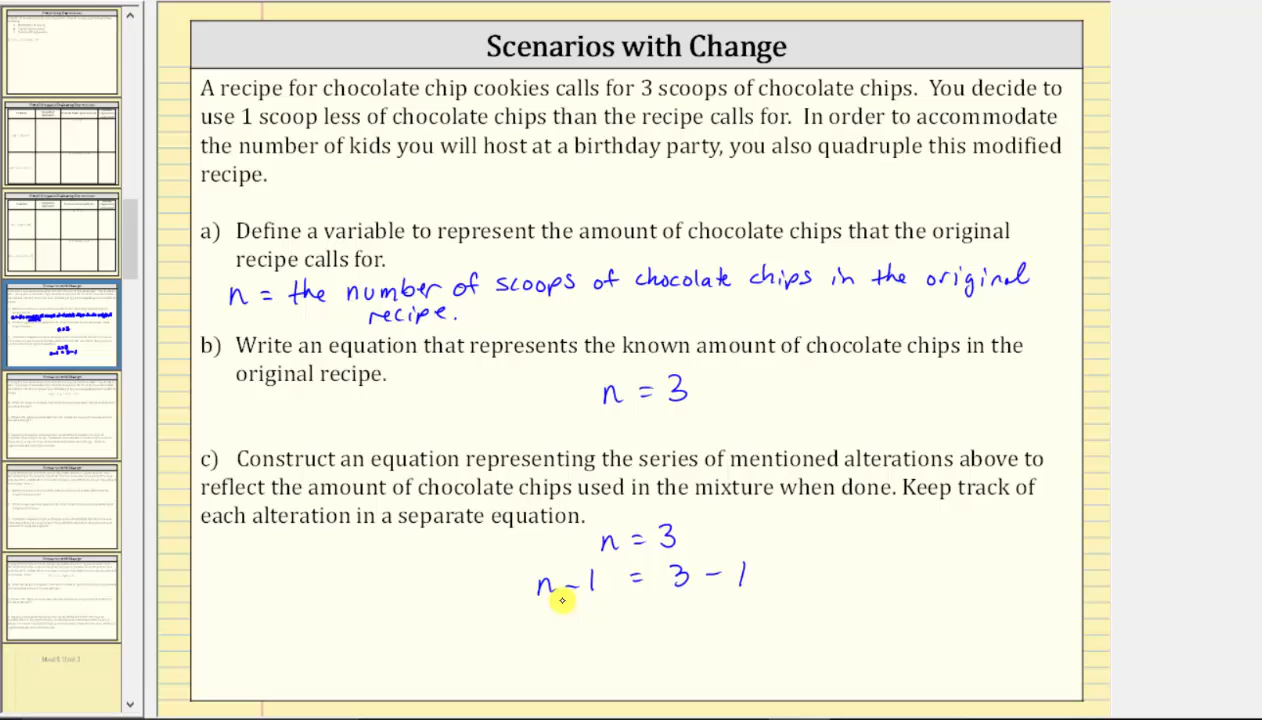 Scenarios with Change
A recipe for chocolate chip cookies calls for 3 scoops of chocolate chips. You decide to
use 1 scoop less of chocolate chips than the recipe calls for. In order to accommodate
the number of kids you will host at a birthday party, you also quadruple this modified
recipe.
a) Define a variable to represent the amount of chocolate chips that the original
recipe calls for.
n = the number of scoops of chocolate chips in the original
recipe.
b) Write an equation that represents the known amount of chocolate chips in the
original recipe.
n = 3
c) Construct an equation representing the series of mentioned alterations above to
reflect the amount of chocolate chips used in the mixture when done. Keep track of
each alteration in a separate equation.
n = 3
n - 1 = 3 - 1